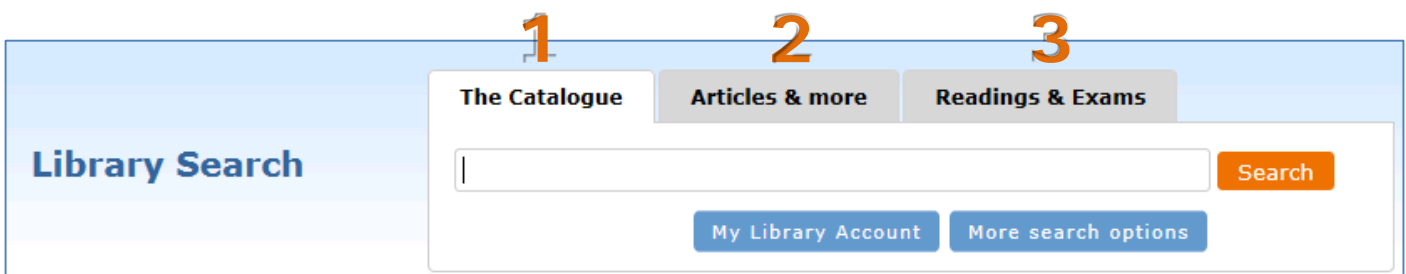 1 2 3
The Catalogue Articles & more Readings & Exams
Library Search
Search
My Library Account More search options